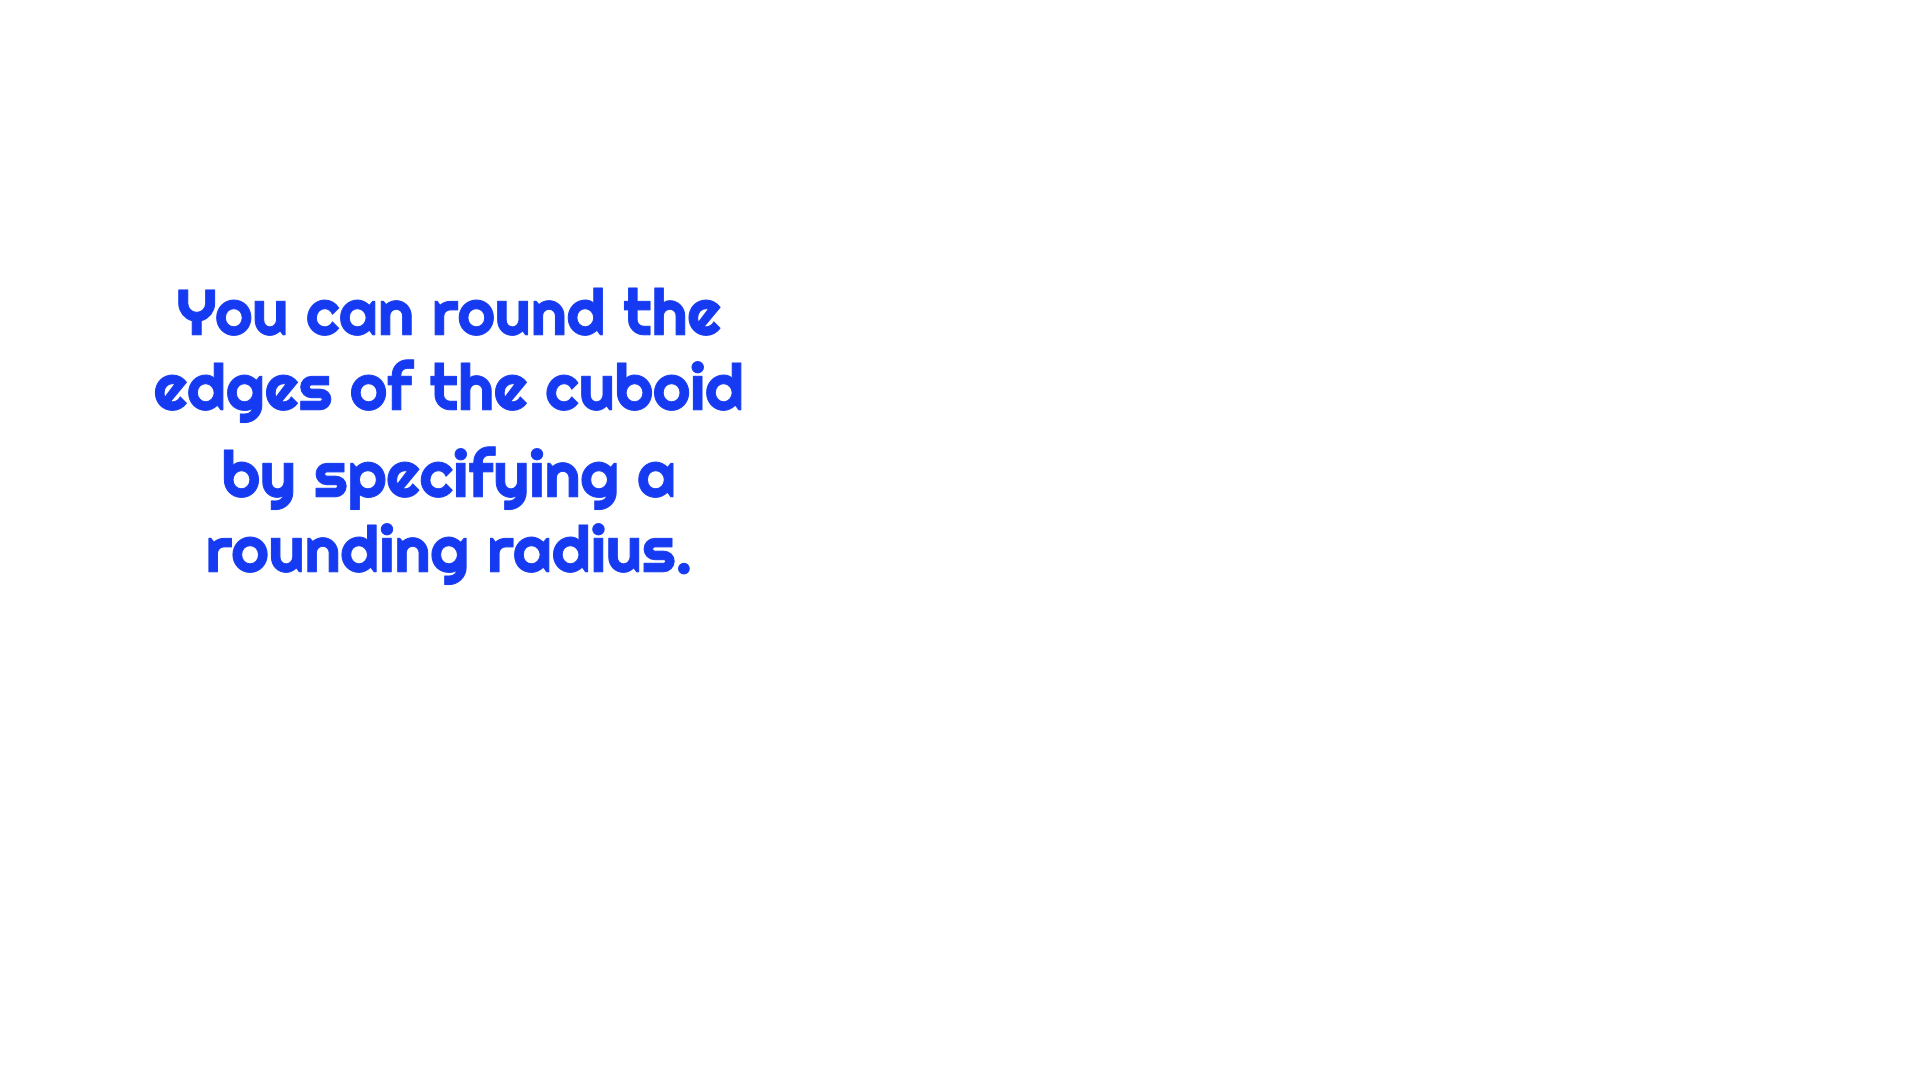 You can round the
edges of the cuboid
by specifying a
rounding radius.